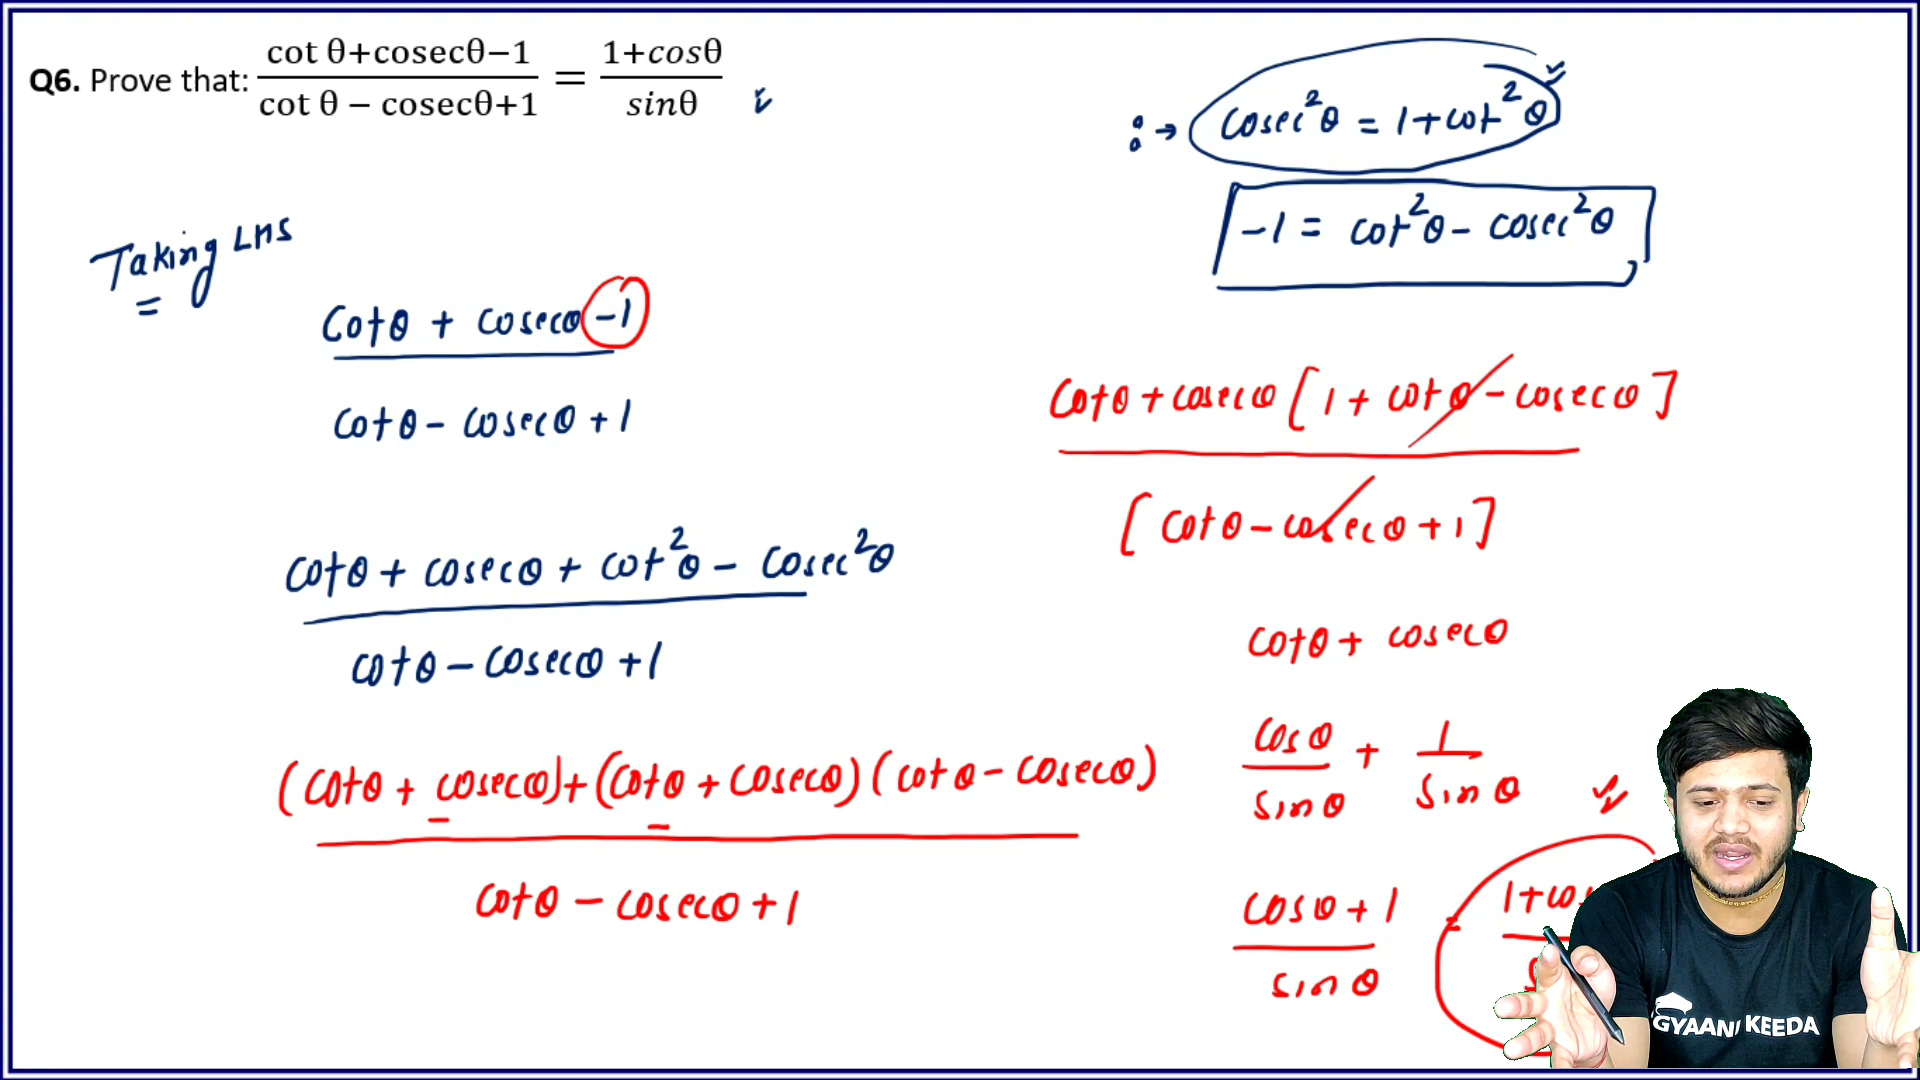 Q6. Prove that: (cot θ+cosecθ−1)/(cot θ − cosecθ+1) = (1+cosθ)/sinθ
Taking LHS
cotθ + cosecθ -1
cotθ - cosecθ + 1
cotθ + cosecθ + cot²θ - cosec²θ
cotθ - cosecθ + 1
(cotθ + cosecθ) + (cotθ + cosecθ) (cotθ - cosecθ)
cotθ - cosecθ + 1
∴ → cosec²θ = 1 + cot²θ
-1 = cot²θ - cosec²θ
cotθ + cosecθ [1 + cotθ - cosecθ]
[cotθ - cosecθ + 1]
cotθ + cosecθ
cosθ/sinθ + 1/sinθ
(cosθ + 1)/sinθ =
GYAANI KEEDA